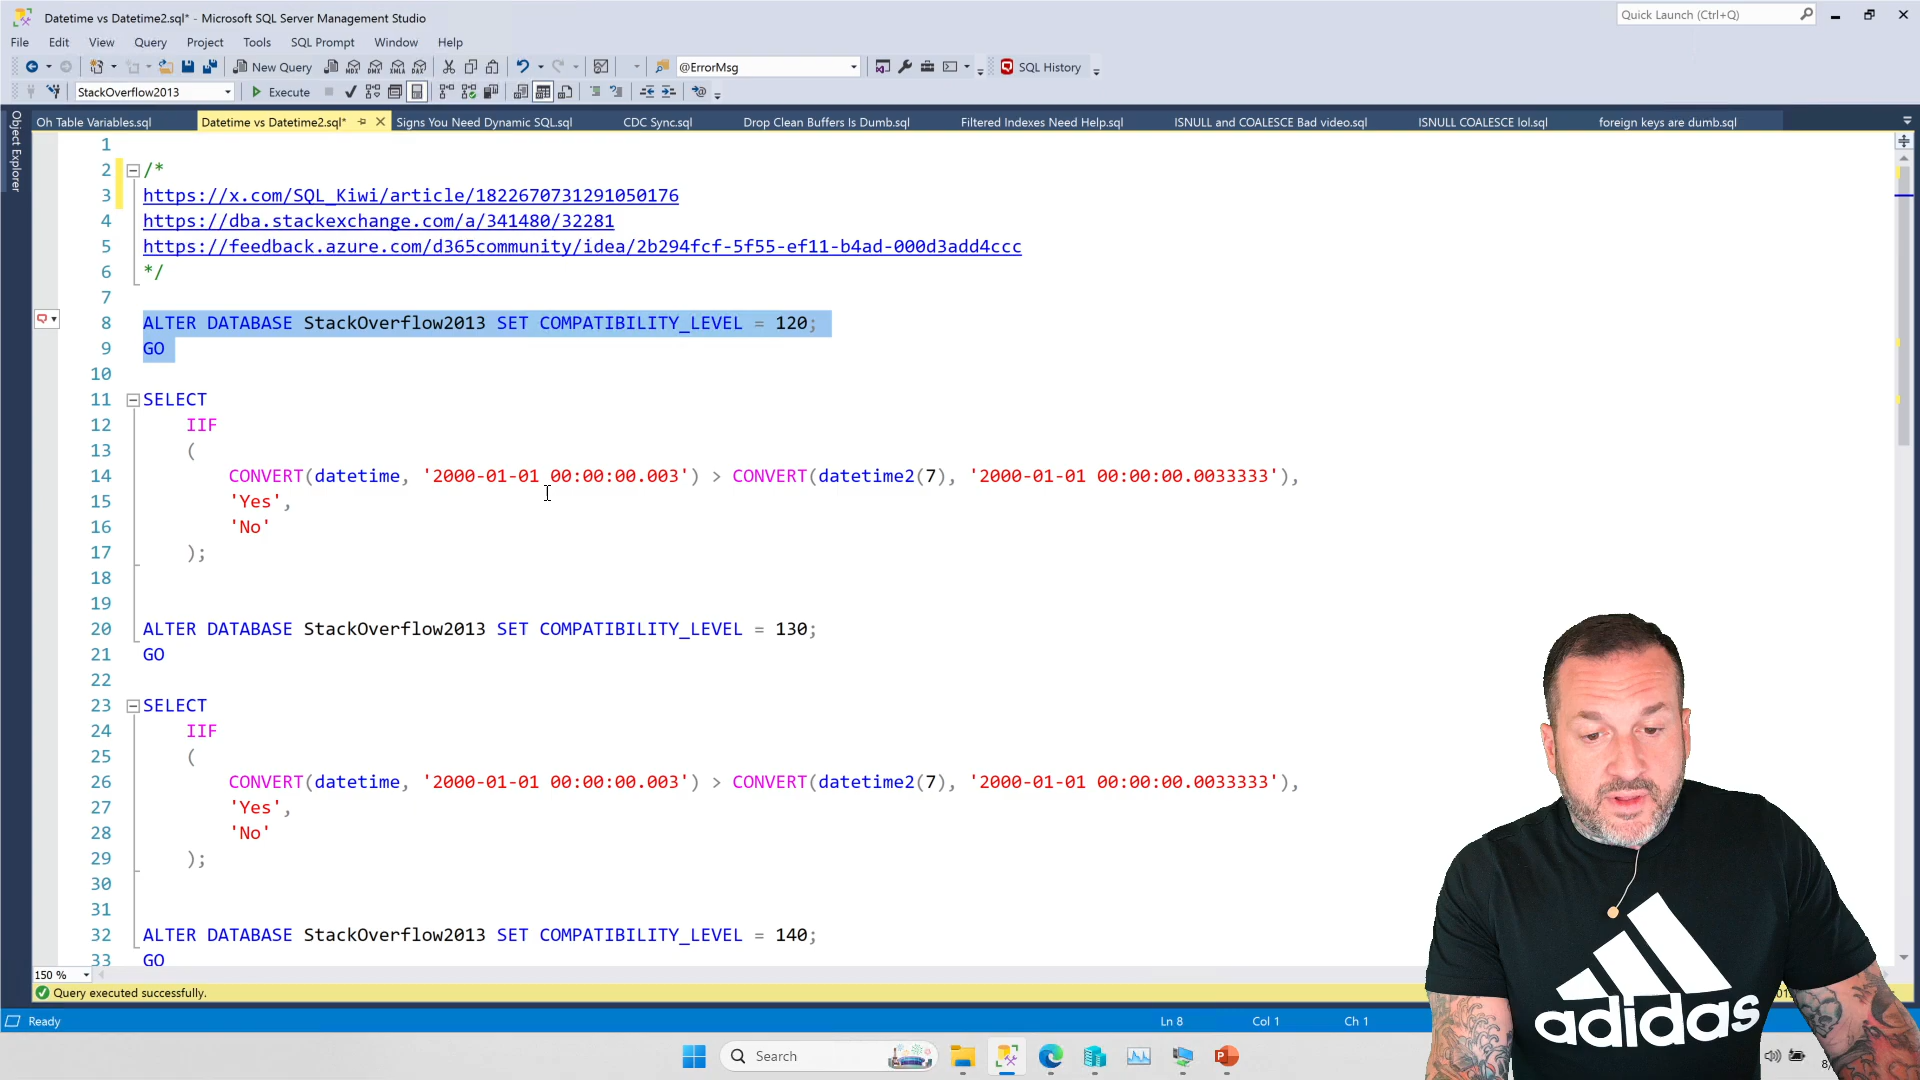 Datetime vs Datetime2.sql* - Microsoft SQL Server Management Studio
Quick Launch (Ctrl+Q)
File Edit View Query Project Tools SQL Prompt Window Help
New Query MDX DMX XMLA DAX @ErrorMsg SQL History
StackOverflow2013 Execute
Object Explorer
Oh Table Variables.sql Datetime vs Datetime2.sql* Signs You Need Dynamic SQL.sql CDC Sync.sql Drop Clean Buffers Is Dumb.sql Filtered Indexes Need Help.sql ISNULL and COALESCE Bad video.sql ISNULL COALESCE lol.sql foreign keys are dumb.sql
1
2 /*
3 https://x.com/SQL_Kiwi/article/1822670731291050176
4 https://dba.stackexchange.com/a/341480/32281
5 https://feedback.azure.com/d365community/idea/2b294fcf-5f55-ef11-b4ad-000d3add4ccc
6 */
7
8 ALTER DATABASE StackOverflow2013 SET COMPATIBILITY_LEVEL = 120;
9 GO
10
11 SELECT
12 IIF
13 (
14 CONVERT(datetime, '2000-01-01 00:00:00.003') > CONVERT(datetime2(7), '2000-01-01 00:00:00.0033333'),
15 'Yes',
16 'No'
17 );
18
19
20 ALTER DATABASE StackOverflow2013 SET COMPATIBILITY_LEVEL = 130;
21 GO
22
23 SELECT
24 IIF
25 (
26 CONVERT(datetime, '2000-01-01 00:00:00.003') > CONVERT(datetime2(7), '2000-01-01 00:00:00.0033333'),
27 'Yes',
28 'No'
29 );
30
31
32 ALTER DATABASE StackOverflow2013 SET COMPATIBILITY_LEVEL = 140;
33 GO
150 %
Query executed successfully.
Ready Ln 8 Col 1 Ch 1
adidas
Search